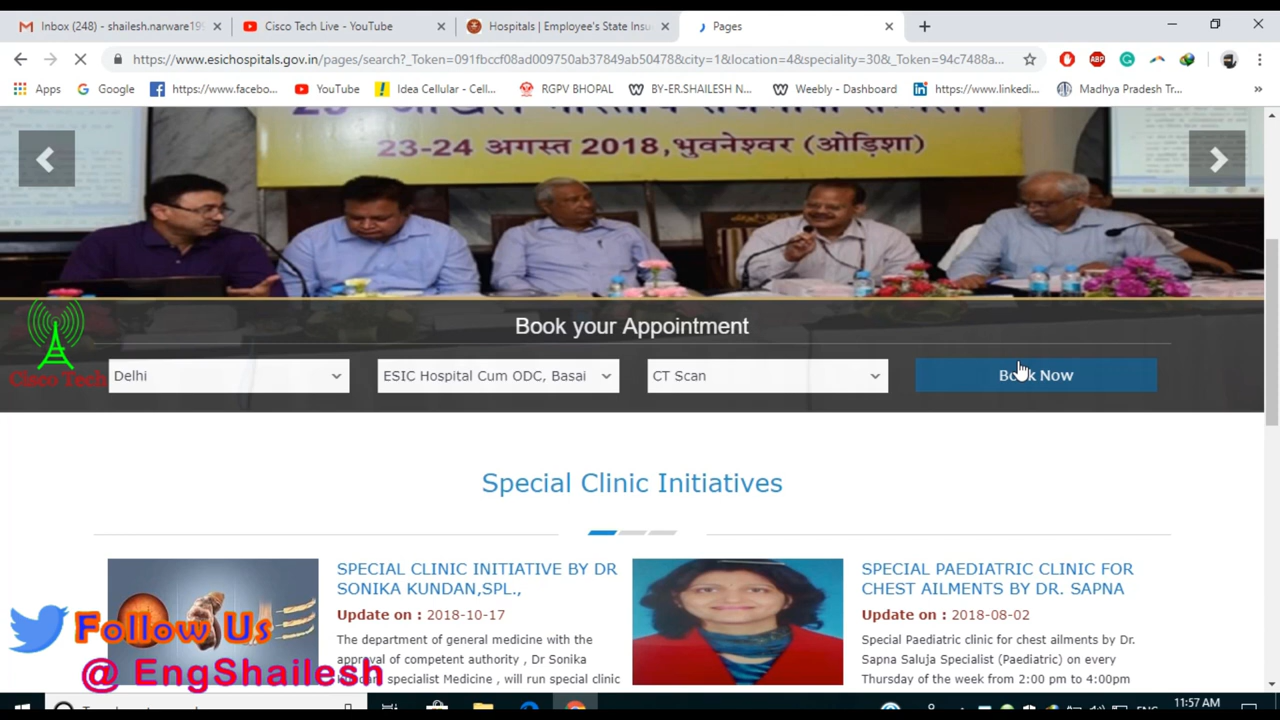 Inbox (248) - shailesh.narware199
Cisco Tech Live - YouTube
Hospitals | Employee's State Insu
Pages
https://www.esichospitals.gov.in/pages/search?_Token=091fbccf08ad009750ab37849ab50478&city=1&location=4&speciality=30&_Token=94c7488a...
ABP
Apps
Google
https://www.facebo...
YouTube
Idea Cellular - Cell...
RGPV BHOPAL
BY-ER.SHAILESH N...
Weebly - Dashboard
https://www.linkedi...
Madhya Pradesh Tr...
23-24 अगस्त 2018,भुवनेश्वर (ओड़िशा)
Book your Appointment
Cisco Tech
Delhi
ESIC Hospital Cum ODC, Basai
CT Scan
Book Now
Special Clinic Initiatives
SPECIAL CLINIC INITIATIVE BY DR
SONIKA KUNDAN,SPL.,
Update on : 2018-10-17
The department of general medicine with the
approval of competent authority , Dr Sonika
specialist Medicine , will run special clinic
SPECIAL PAEDIATRIC CLINIC FOR
CHEST AILMENTS BY DR. SAPNA
Update on : 2018-08-02
Special Paediatric clinic for chest ailments by Dr.
Sapna Saluja Specialist (Paediatric) on every
Thursday of the week from 2:00 pm to 4:00pm
Follow Us
@ EngShailesh
11:57 AM